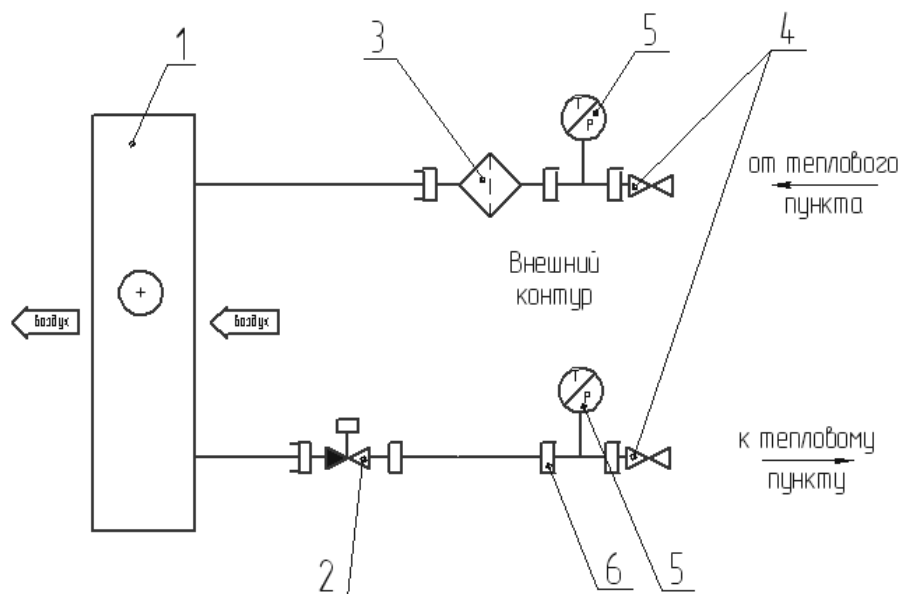 1
3
5
4
Т
Р
от теплового
пункта
Внешний
контур
воздух
воздух
Т
Р
к тепловому
пункту
2
6
5